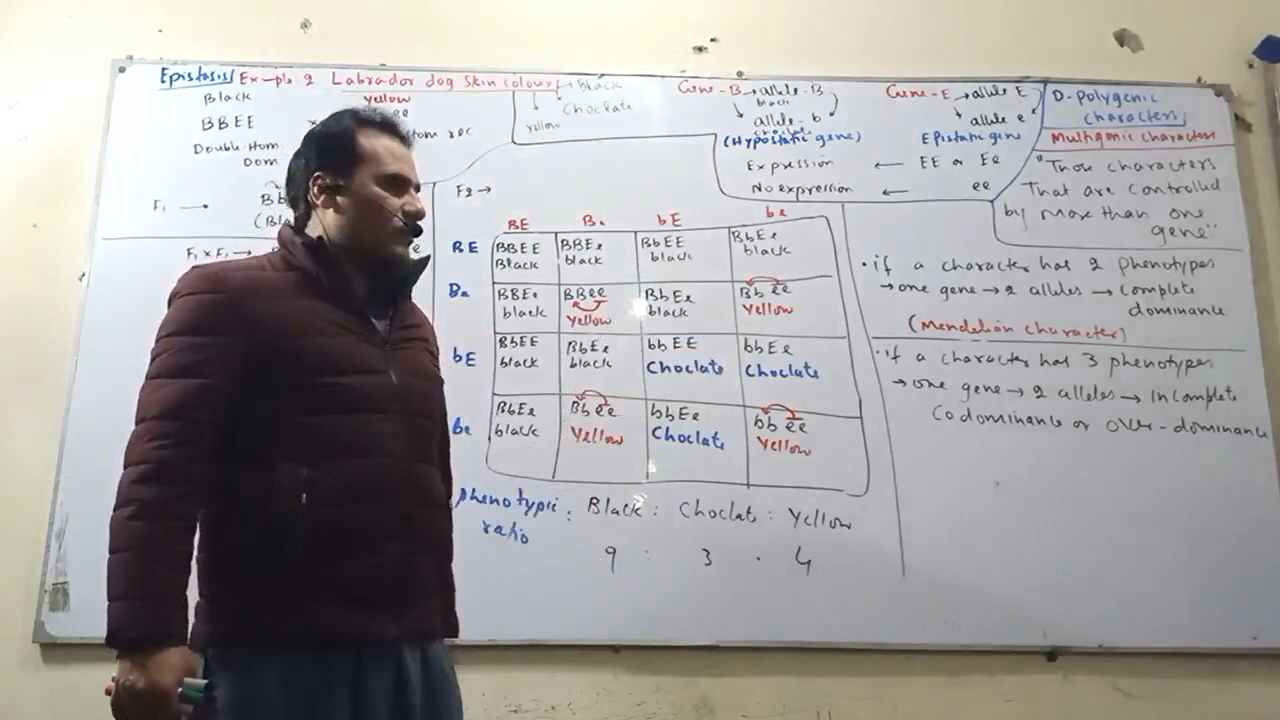 Epistasis/ Example 2 Labrador dog skin colour → Black
Black
yellow
yellow
Choclate
BBEE
×
Double Hom
Dom
rec
F1 →
Bb
(Bla
F1 × F1 →
Gene-B → allele-B
black
allele-b
choclate
(Hypostatic gene)
Gene-E → allele E
allele e
Epistatic gene
Expression ← EE or Ee
No expression ← ee
F2 →
BE Be bE be
BE BBEE BBEe BbEE BbEe
Black black black black
Be BBEe BBee BbEe Bbee
black Yellow black Yellow
bE BbEE BbEe bbEE bbEe
black black Choclate Choclate
be BbEe Bbee bbEe bbee
black Yellow Choclate Yellow
Phenotypic : Black : Choclat : Yellow
ratio
9 : 3 . 4
D-Polygenic
characters
Multigenic characters
"Those characters
That are controlled
by more than one
gene"
• if a character has 2 phenotypes
→ one gene → 2 alleles → complete
dominance
(Mendelian character)
• if a character has 3 phenotypes
→ one gene → 2 alleles → incomplete
Codominance or over-dominance